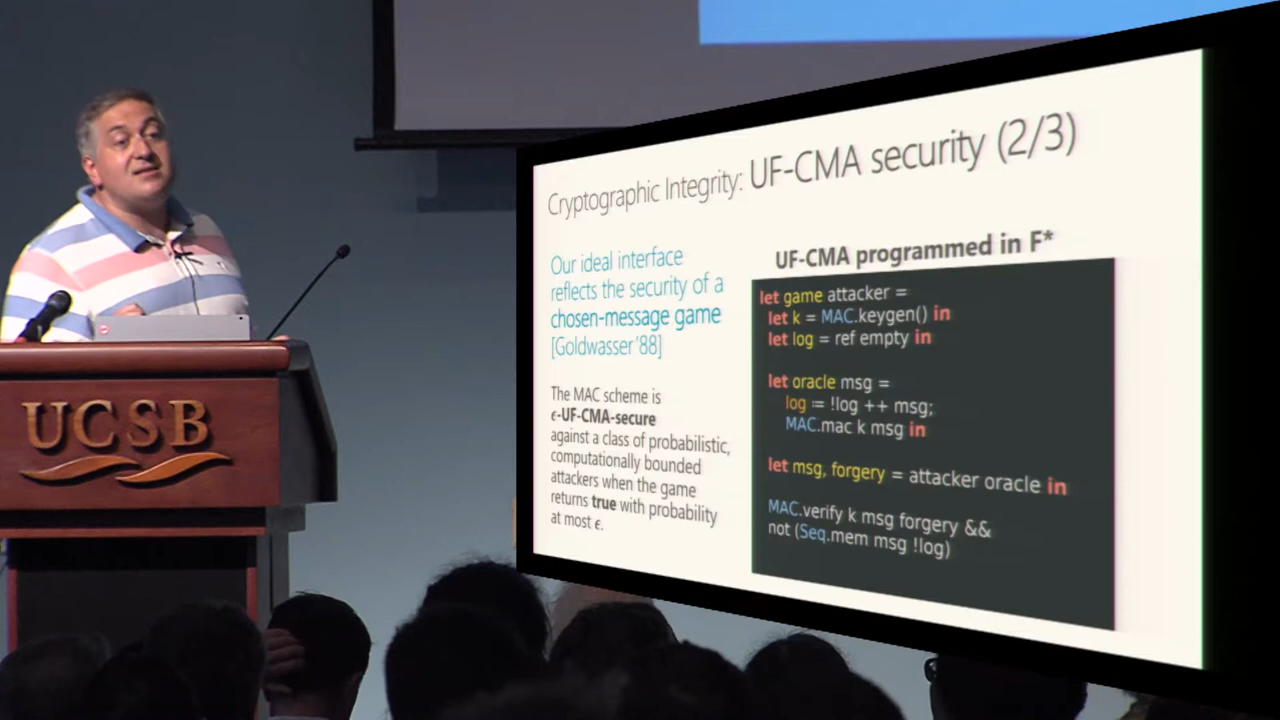 UCSB
Cryptographic Integrity: UF-CMA security (2/3)
Our ideal interface
reflects the security of a
chosen-message game
[Goldwasser'88]
The MAC scheme is
ϵ-UF-CMA-secure
against a class of probabilistic,
computationally bounded
attackers when the game
returns true with probability
at most ϵ.
UF-CMA programmed in F*
let game attacker =
let k = MAC.keygen() in
let log = ref empty in
let oracle msg =
log := !log ++ msg;
MAC.mac k msg in
let msg, forgery = attacker oracle in
MAC.verify k msg forgery &&
not (Seq.mem msg !log)